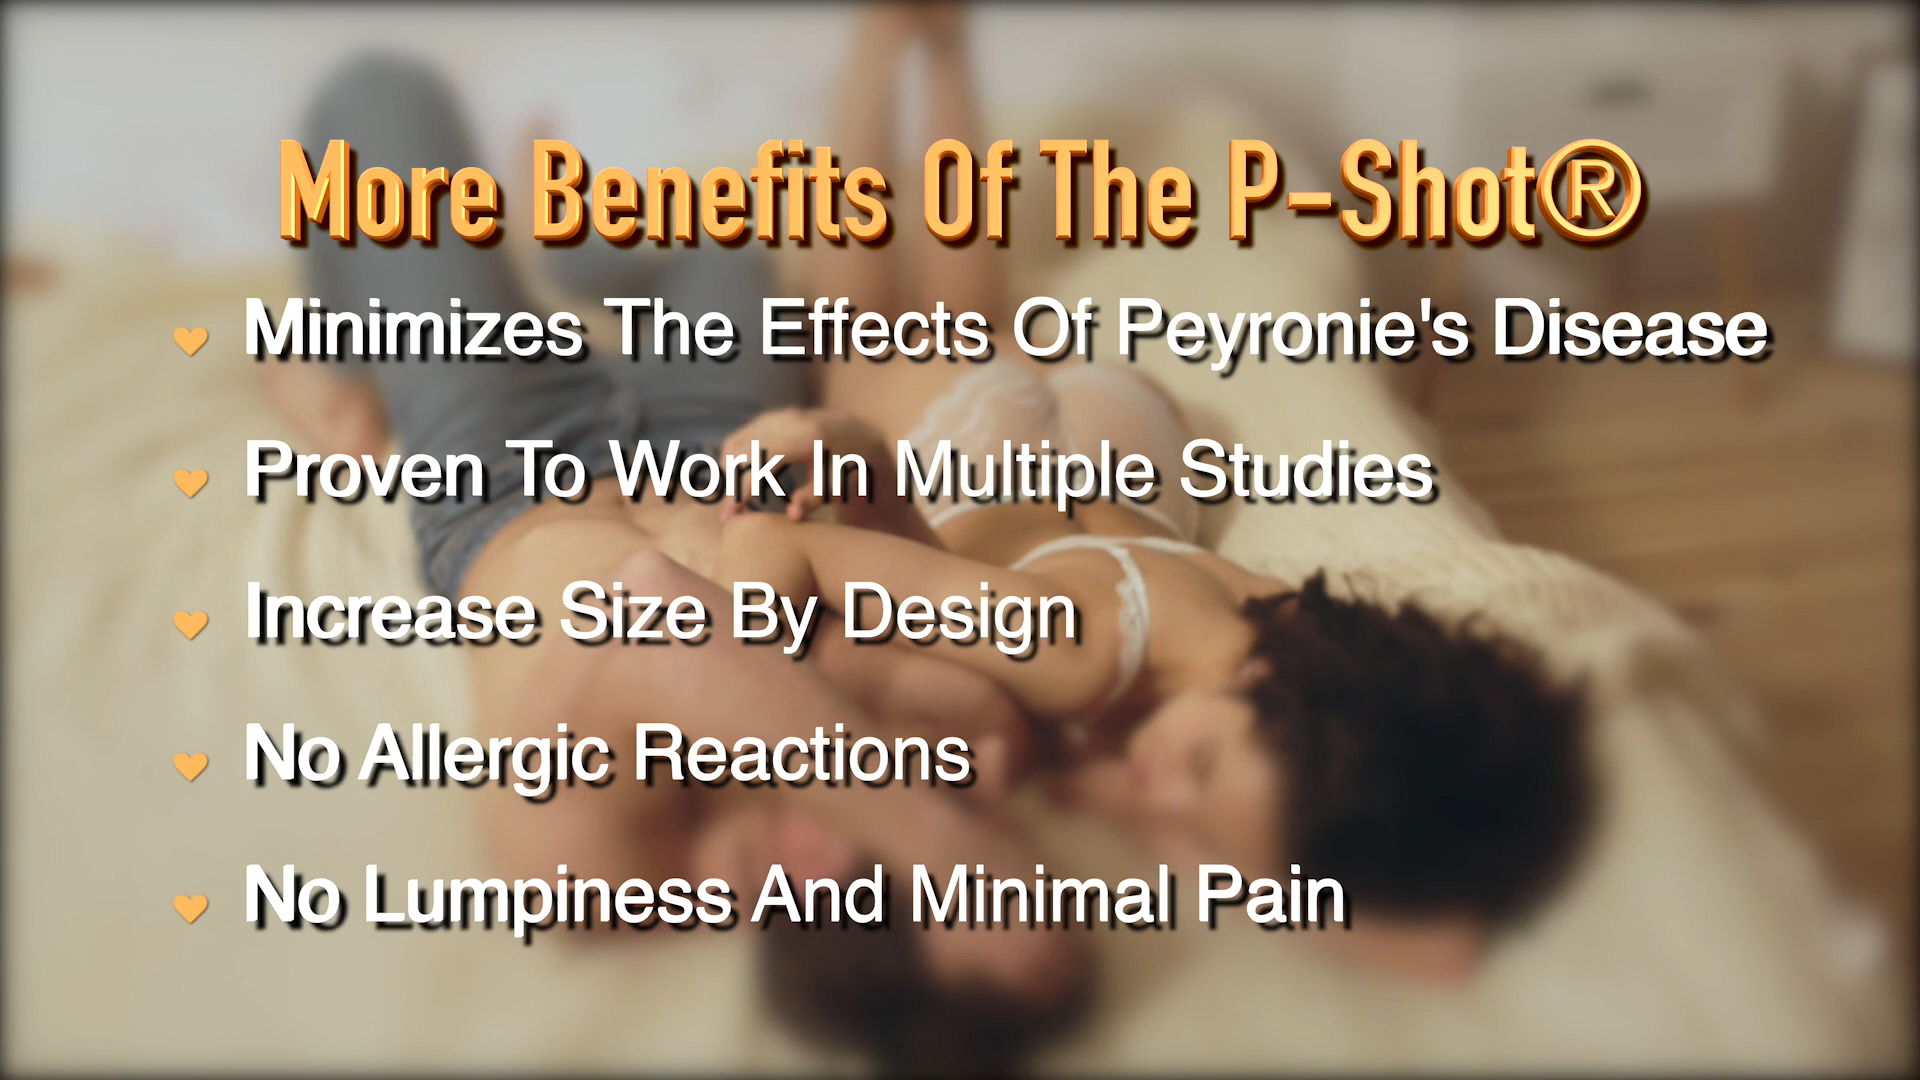 More Benefits Of The P-Shot®
Minimizes The Effects Of Peyronie's Disease
Proven To Work In Multiple Studies
Increase Size By Design
No Allergic Reactions
No Lumpiness And Minimal Pain